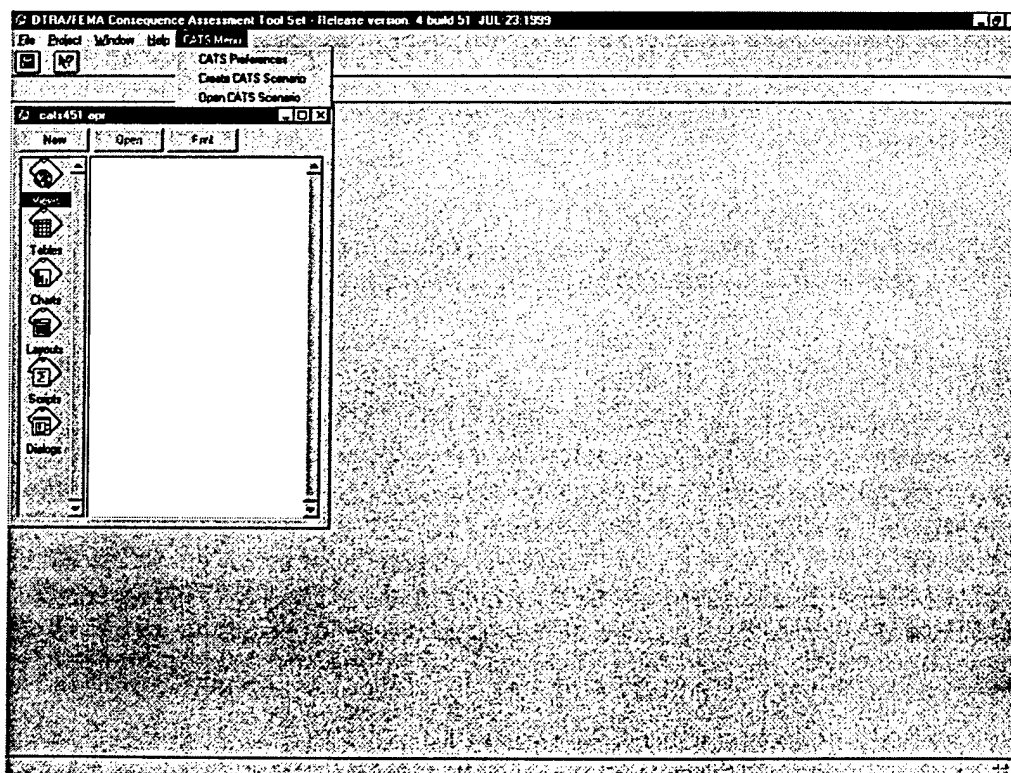 DTRA/FEMA Consequence Assessment Tool Set - Release version. 4 build 51 JUL-23-1999
File Project Window Help CATS Menu
CATS Preferences
Create CATS Scenario
Open CATS Scenario
cats451.apr
New Open Print
Views
Tables
Charts
Layouts
Scripts
Dialogs